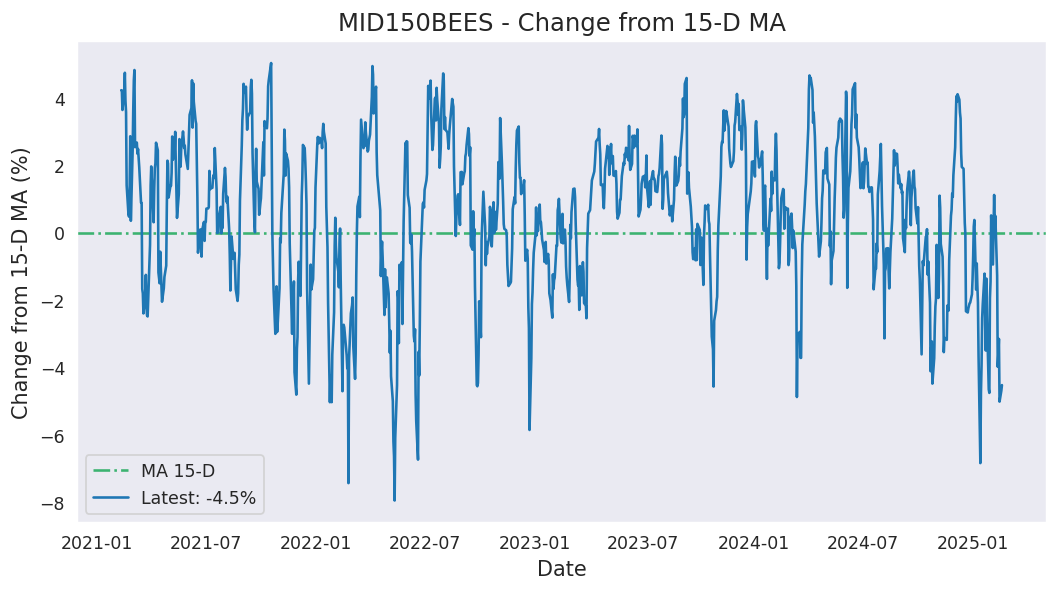 MID150BEES - Change from 15-D MA
Change from 15-D MA (%)
4
2
0
−2
−4
−6
−8
MA 15-D
Latest: -4.5%
2021-01 2021-07 2022-01 2022-07 2023-01 2023-07 2024-01 2024-07 2025-01
Date